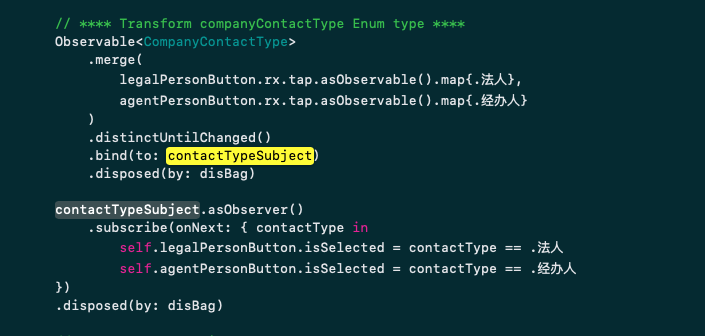 // **** Transform companyContactType Enum type ****
Observable<CompanyContactType>
.merge(
legalPersonButton.rx.tap.asObservable().map{.法人},
agentPersonButton.rx.tap.asObservable().map{.经办人}
)
.distinctUntilChanged()
.bind(to: contactTypeSubject)
.disposed(by: disBag)
contactTypeSubject.asObserver()
.subscribe(onNext: { contactType in
self.legalPersonButton.isSelected = contactType == .法人
self.agentPersonButton.isSelected = contactType == .经办人
})
.disposed(by: disBag)